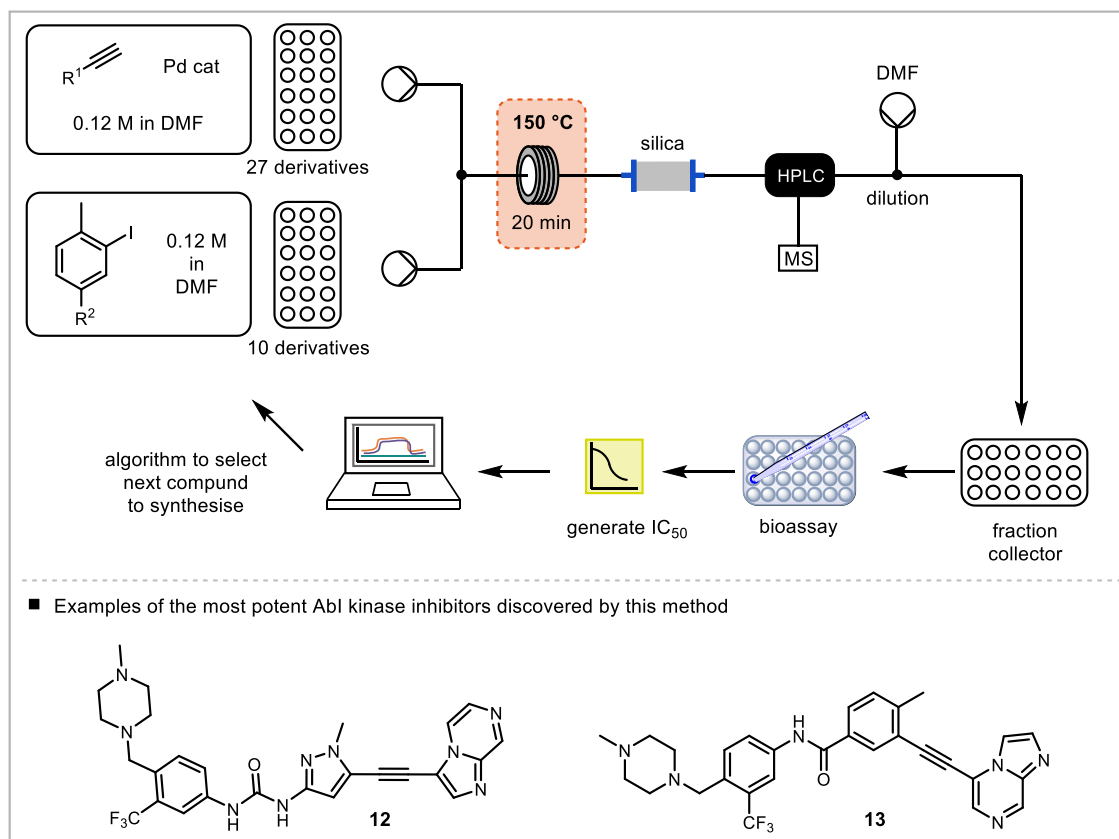 R1
Pd cat
0.12 M in DMF
27 derivatives
I
R2
0.12 M
in
DMF
10 derivatives
150 °C
20 min
silica
HPLC
MS
DMF
dilution
algorithm to select
next compund
to synthesise
generate IC50
bioassay
fraction
collector
■ Examples of the most potent AbI kinase inhibitors discovered by this method
N
N
F3C
N
H
O
N
H
N
N
N
N
N
12
N
N
CF3
H
N
O
N
N
N
13